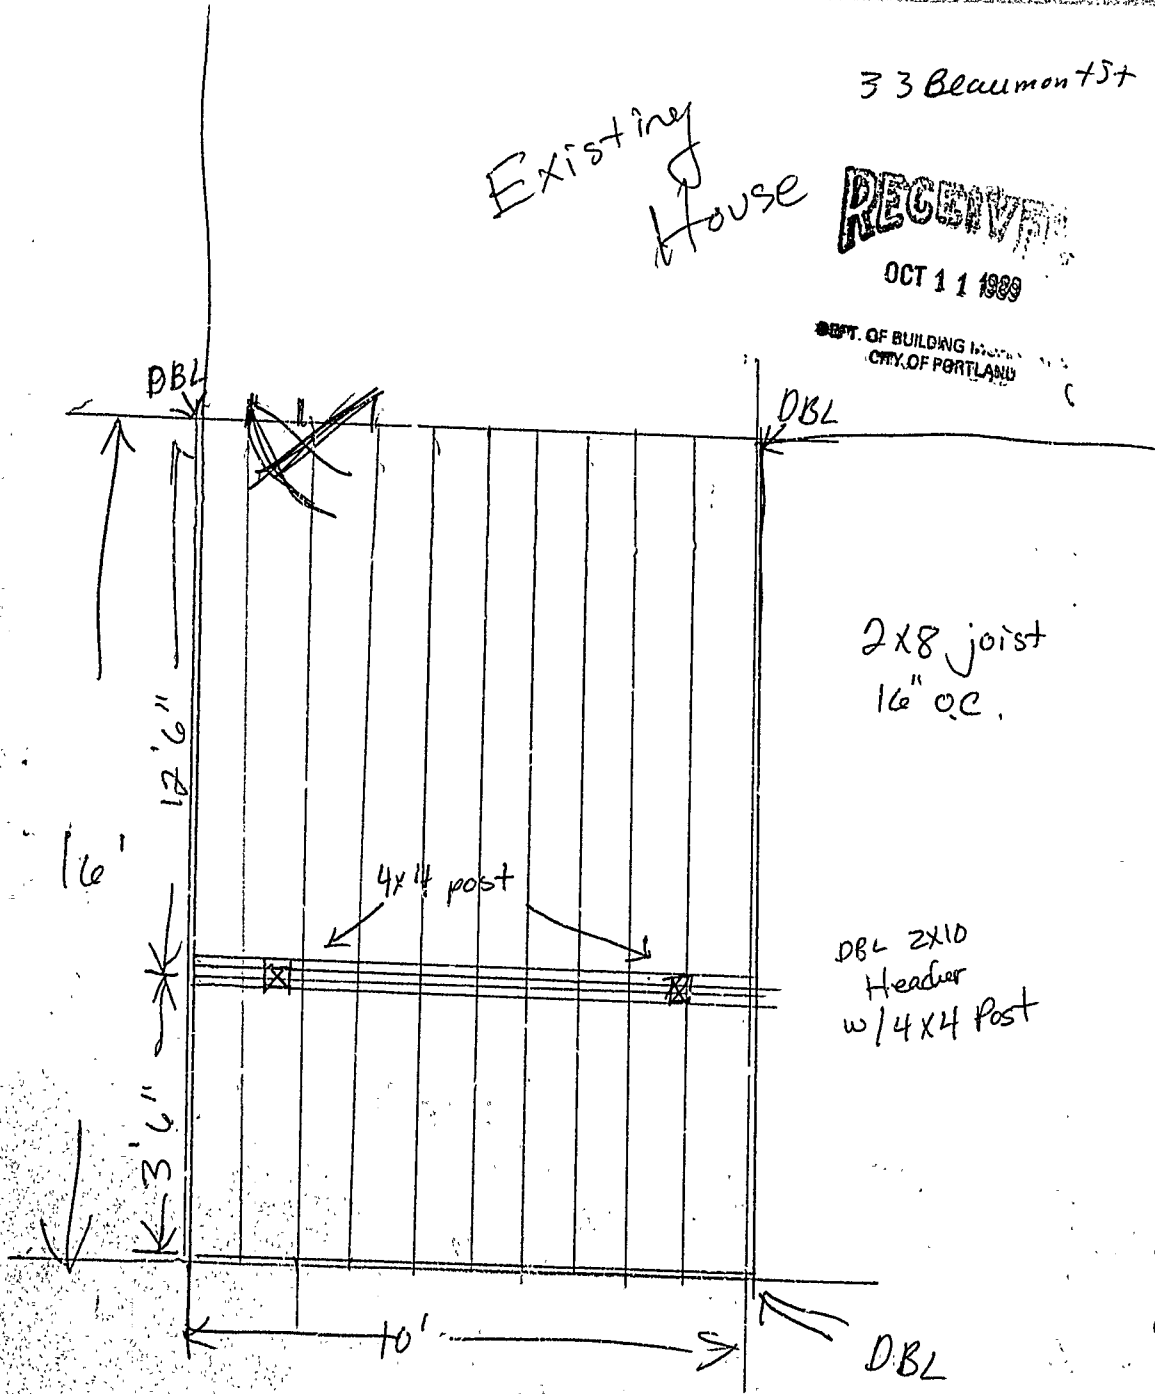 33 Beaumont St
Existing
House
RECEIVED
OCT 11 1989
DEPT. OF BUILDING
CITY OF PORTLAND
DBL
DBL
2x8 joist
16" O.C.
12'6"
16'
4x4 post
DBL 2X10
Header
w/ 4X4 Post
3'6"
10'
DBL